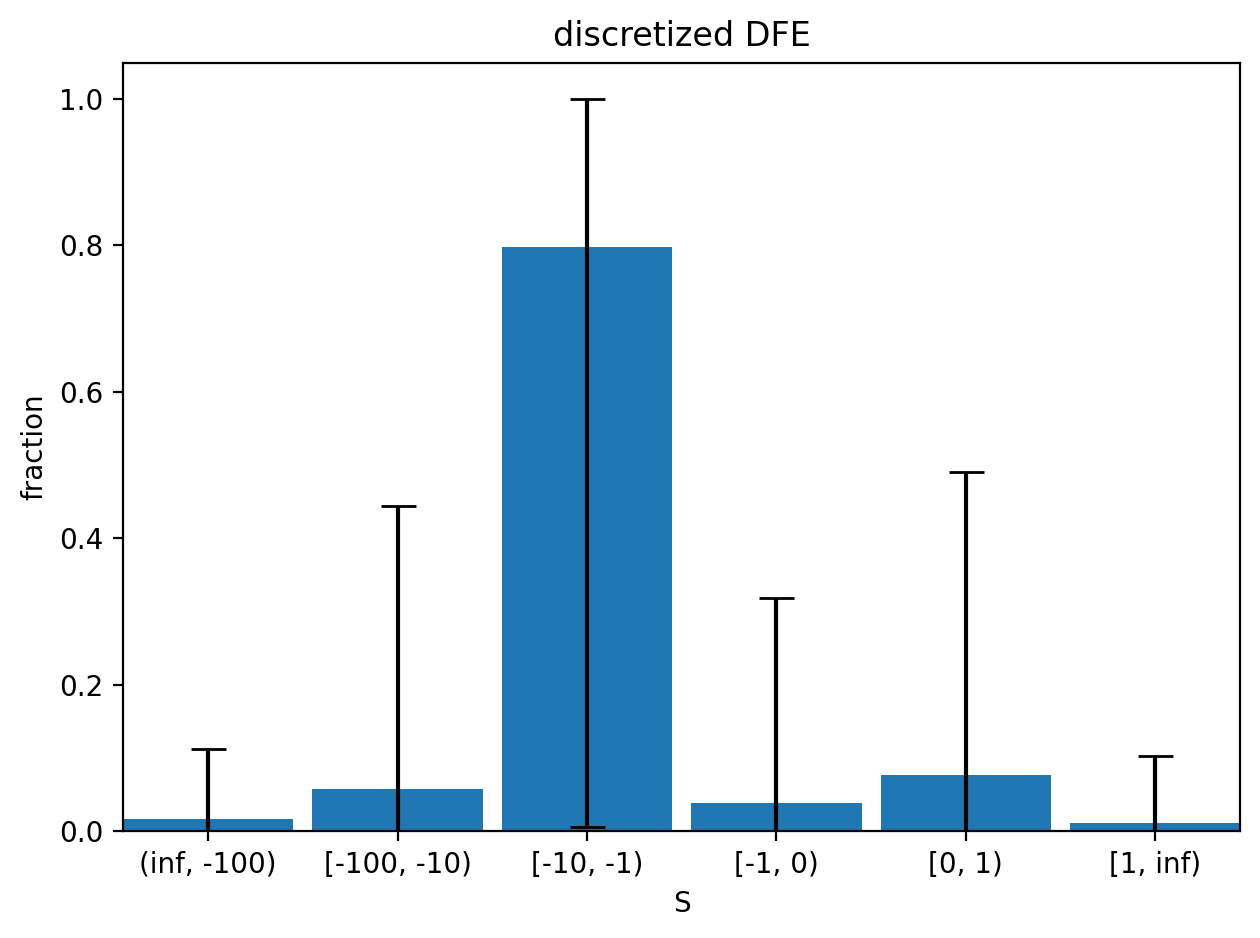 discretized DFE
1.0
0.8
0.6
0.4
0.2
0.0
fraction
(inf, -100) [-100, -10) [-10, -1) [-1, 0) [0, 1) [1, inf)
S